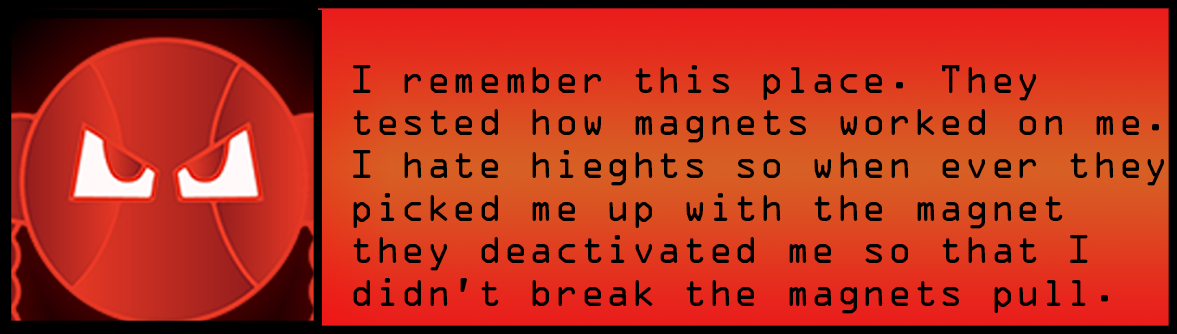 I remember this place. They
tested how magnets worked on me.
I hate hieghts so when ever they
picked me up with the magnet
they deactivated me so that I
didn't break the magnets pull.